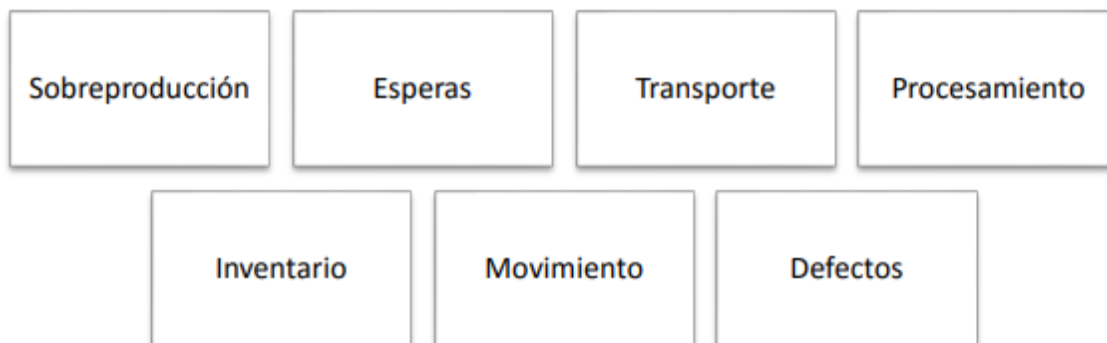 Sobreproducción
Esperas
Transporte
Procesamiento
Inventario
Movimiento
Defectos